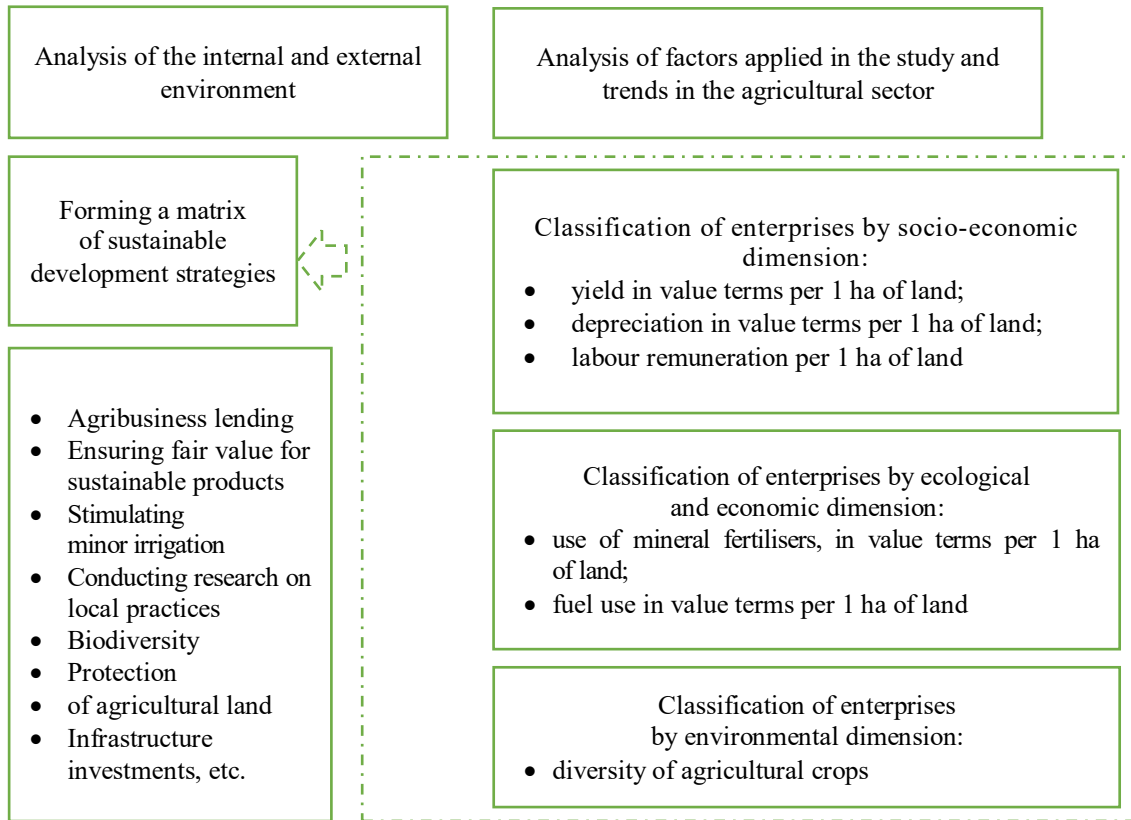 Analysis of the internal and external
environment
Analysis of factors applied in the study and
trends in the agricultural sector
Forming a matrix
of sustainable
development strategies
• Agribusiness lending
• Ensuring fair value for
sustainable products
• Stimulating
minor irrigation
• Conducting research on
local practices
• Biodiversity
• Protection
• of agricultural land
• Infrastructure
investments, etc.
Classification of enterprises by socio-economic
dimension:
• yield in value terms per 1 ha of land;
• depreciation in value terms per 1 ha of land;
• labour remuneration per 1 ha of land
Classification of enterprises by ecological
and economic dimension:
• use of mineral fertilisers, in value terms per 1 ha
of land;
• fuel use in value terms per 1 ha of land
Classification of enterprises
by environmental dimension:
• diversity of agricultural crops